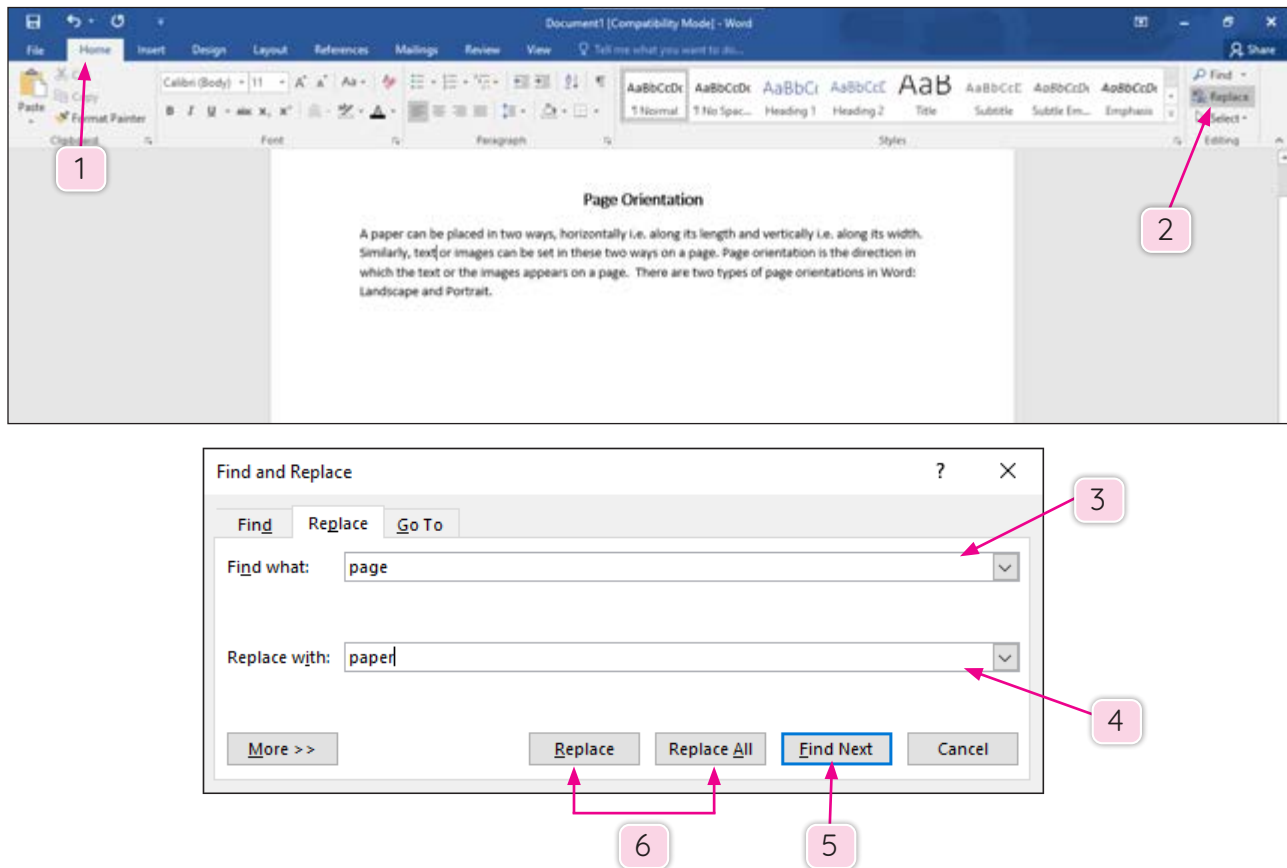 Document1 [Compatibility Mode] - Word
File Home Insert Design Layout References Mailings Review View Tell me what you want to do... Share
Cut
Copy
Paste
Format Painter
Clipboard
Calibri (Body) 11 A A Aa
B I U abc X, X² A
Font
Paragraph
AaBbCcDc AaBbCcDc AaBbCc AaBbCcC AaB AaBbCcC AaBbCcDc AaBbCcDc
¶ Normal ¶ No Spac... Heading 1 Heading 2 Title Subtitle Subtle Em... Emphasis
Styles
Find
Replace
Select
Editing
1
2
Page Orientation
A paper can be placed in two ways, horizontally i.e. along its length and vertically i.e. along its width.
Similarly, text or images can be set in these two ways on a page. Page orientation is the direction in
which the text or the images appears on a page. There are two types of page orientations in Word:
Landscape and Portrait.
Find and Replace ? X
Find Replace Go To
3
Find what: page
Replace with: paper
4
More >> Replace Replace All Find Next Cancel
6 5